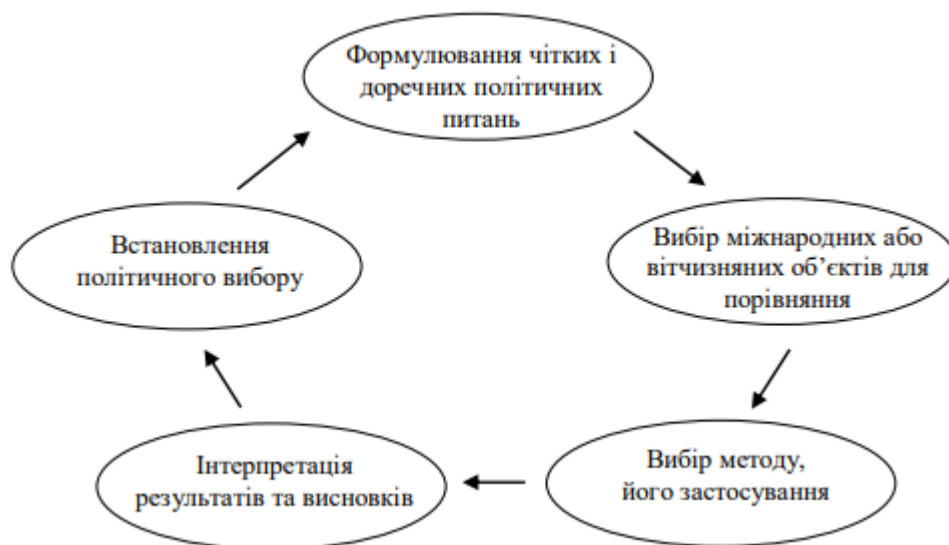 Формулювання чітких і
доречних політичних
питань
Вибір міжнародних або
вітчизняних об’єктів для
порівняння
Вибір методу,
його застосування
Інтерпретація
результатів та висновків
Встановлення
політичного вибору